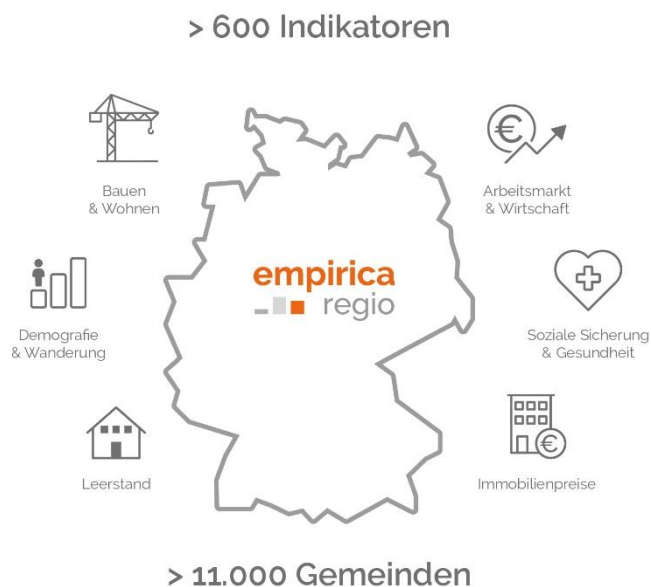 > 600 Indikatoren
Bauen
& Wohnen
Arbeitsmarkt
& Wirtschaft
empirica
regio
Demografie
& Wanderung
Soziale Sicherung
& Gesundheit
Leerstand
Immobilienpreise
> 11.000 Gemeinden